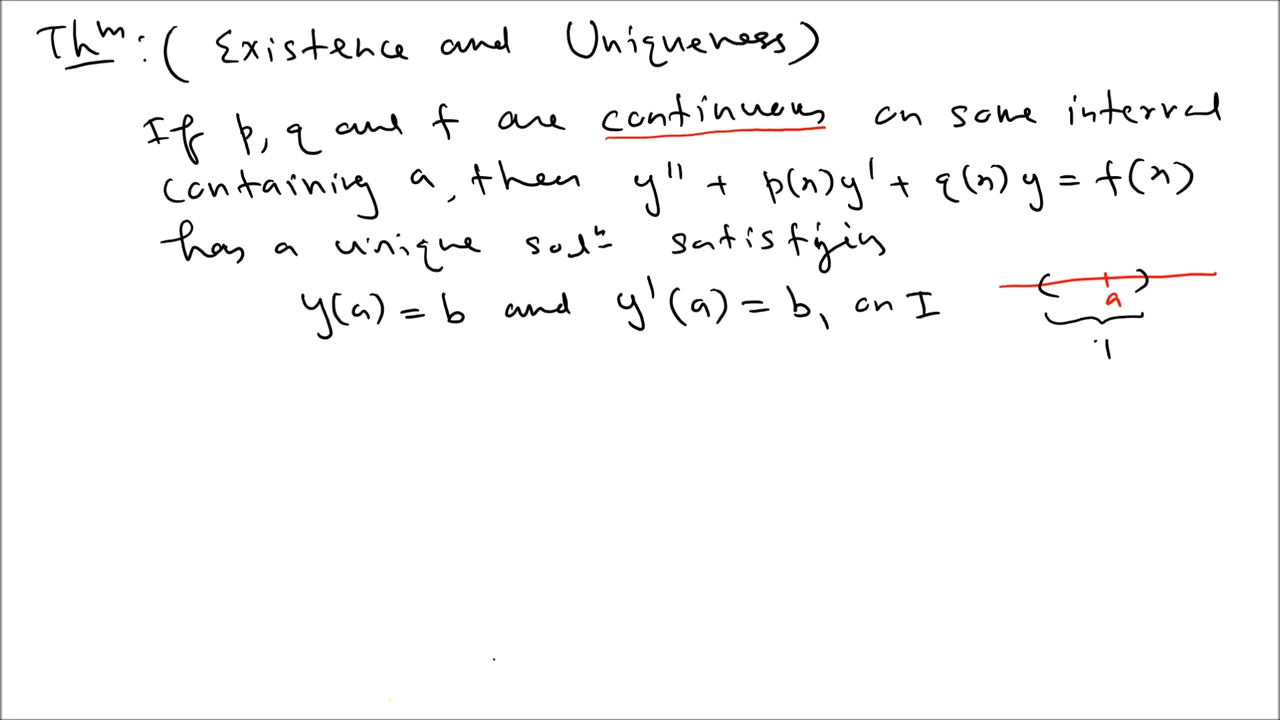 Thm: ( Existence and Uniqueness)
If p, q and f are continuous on some interval
containing a, then y" + p(x)y' + q(x)y = f(x)
has a unique soln satisfying
y(a) = b and y'(a) = b, on I
a
I